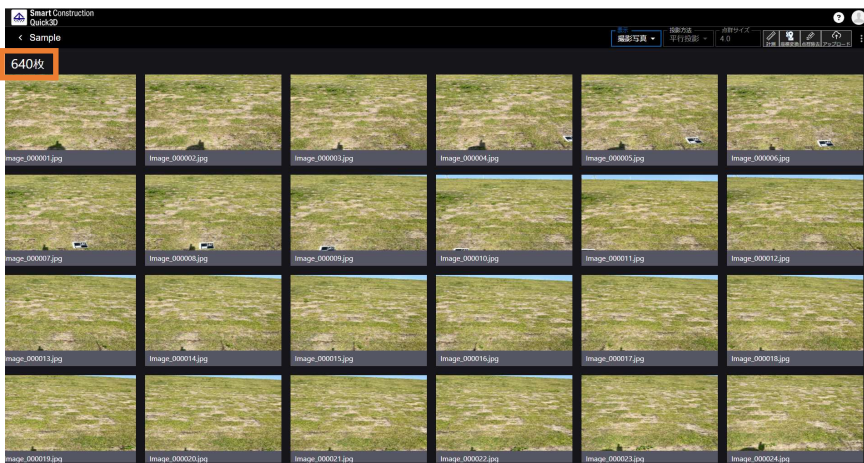 Smart Construction
Quick3D
?
< Sample
表示
撮影写真
投影方法
平行投影
点群サイズ
4.0
計測
座標変換
点群除去
アップロード
640枚
mage_000001.jpg
Image_000002.jpg
Image_000003.jpg
Image_000004.jpg
Image_000005.jpg
Image_000006.jpg
mage_000007.jpg
Image_000008.jpg
Image_000009.jpg
Image_000010.jpg
Image_000011.jpg
Image_000012.jpg
mage_000013.jpg
Image_000014.jpg
Image_000015.jpg
Image_000016.jpg
Image_000017.jpg
Image_000018.jpg
mage_000019.jpg
Image_000020.jpg
Image_000021.jpg
Image_000022.jpg
Image_000023.jpg
Image_000024.jpg